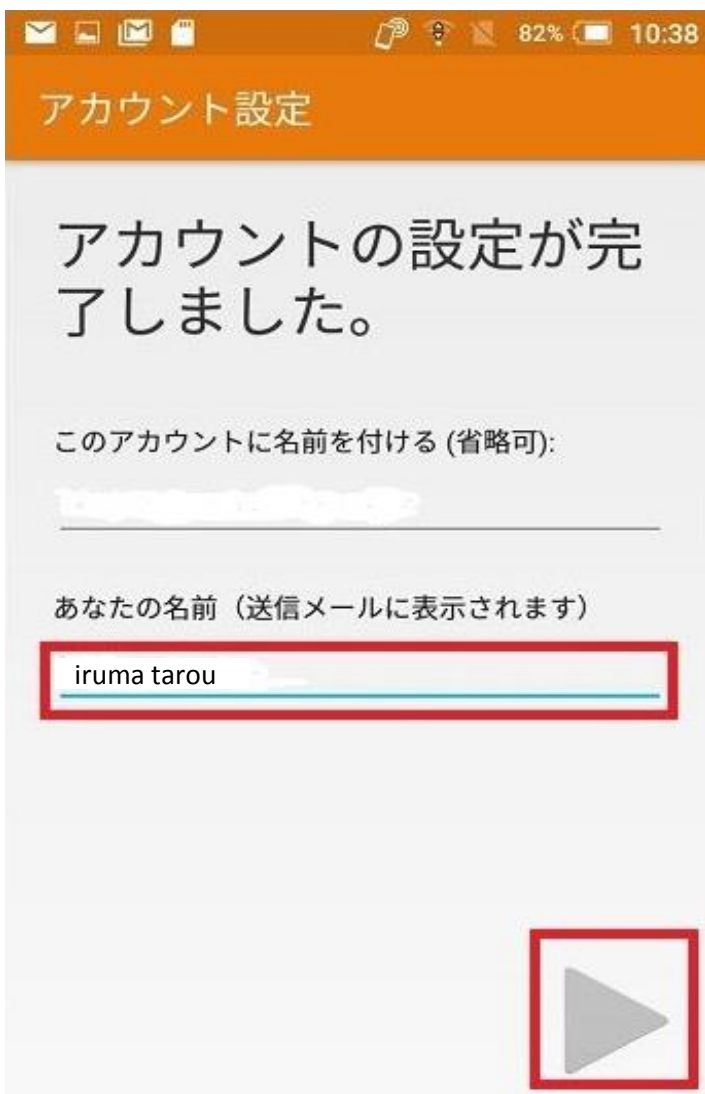 82% 10:38
アカウント設定
アカウントの設定が完
了しました。
このアカウントに名前を付ける (省略可):
あなたの名前（送信メールに表示されます）
iruma tarou